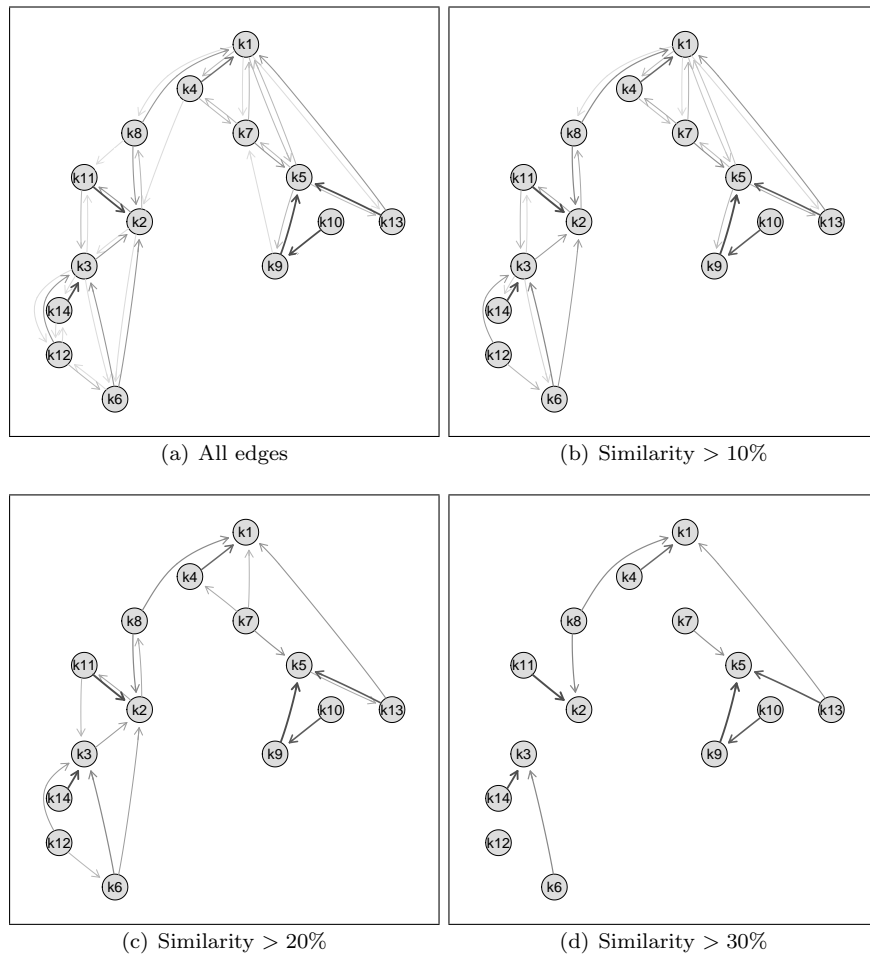 k1
k4
k8
k7
k11
k5
k2
k10
k13
k3
k9
k14
k12
k6
(a) All edges
k1
k4
k8
k7
k11
k5
k2
k10
k13
k3
k9
k14
k12
k6
(b) Similarity > 10%
k1
k4
k8
k7
k11
k5
k2
k10
k13
k3
k9
k14
k12
k6
(c) Similarity > 20%
k1
k4
k8
k7
k11
k5
k2
k10
k13
k3
k9
k14
k12
k6
(d) Similarity > 30%